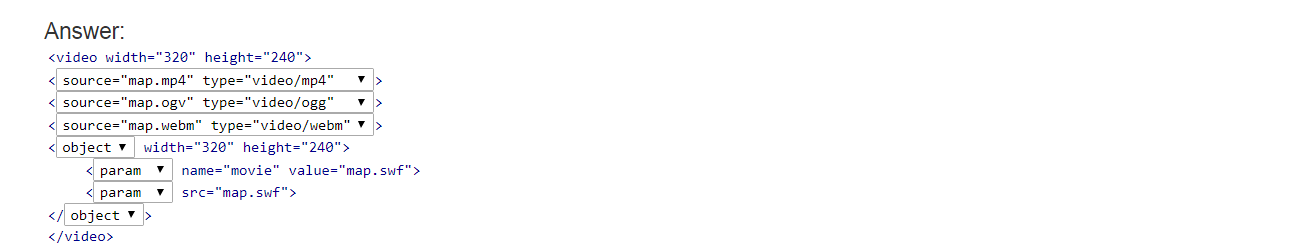 Answer:
<video width="320" height="240">
<source="map.mp4" type="video/mp4" ▼>
<source="map.ogv" type="video/ogg" ▼>
<source="map.webm" type="video/webm" ▼>
<object ▼ width="320" height="240">
<param ▼ name="movie" value="map.swf">
<param ▼ src="map.swf">
</object ▼>
</video>